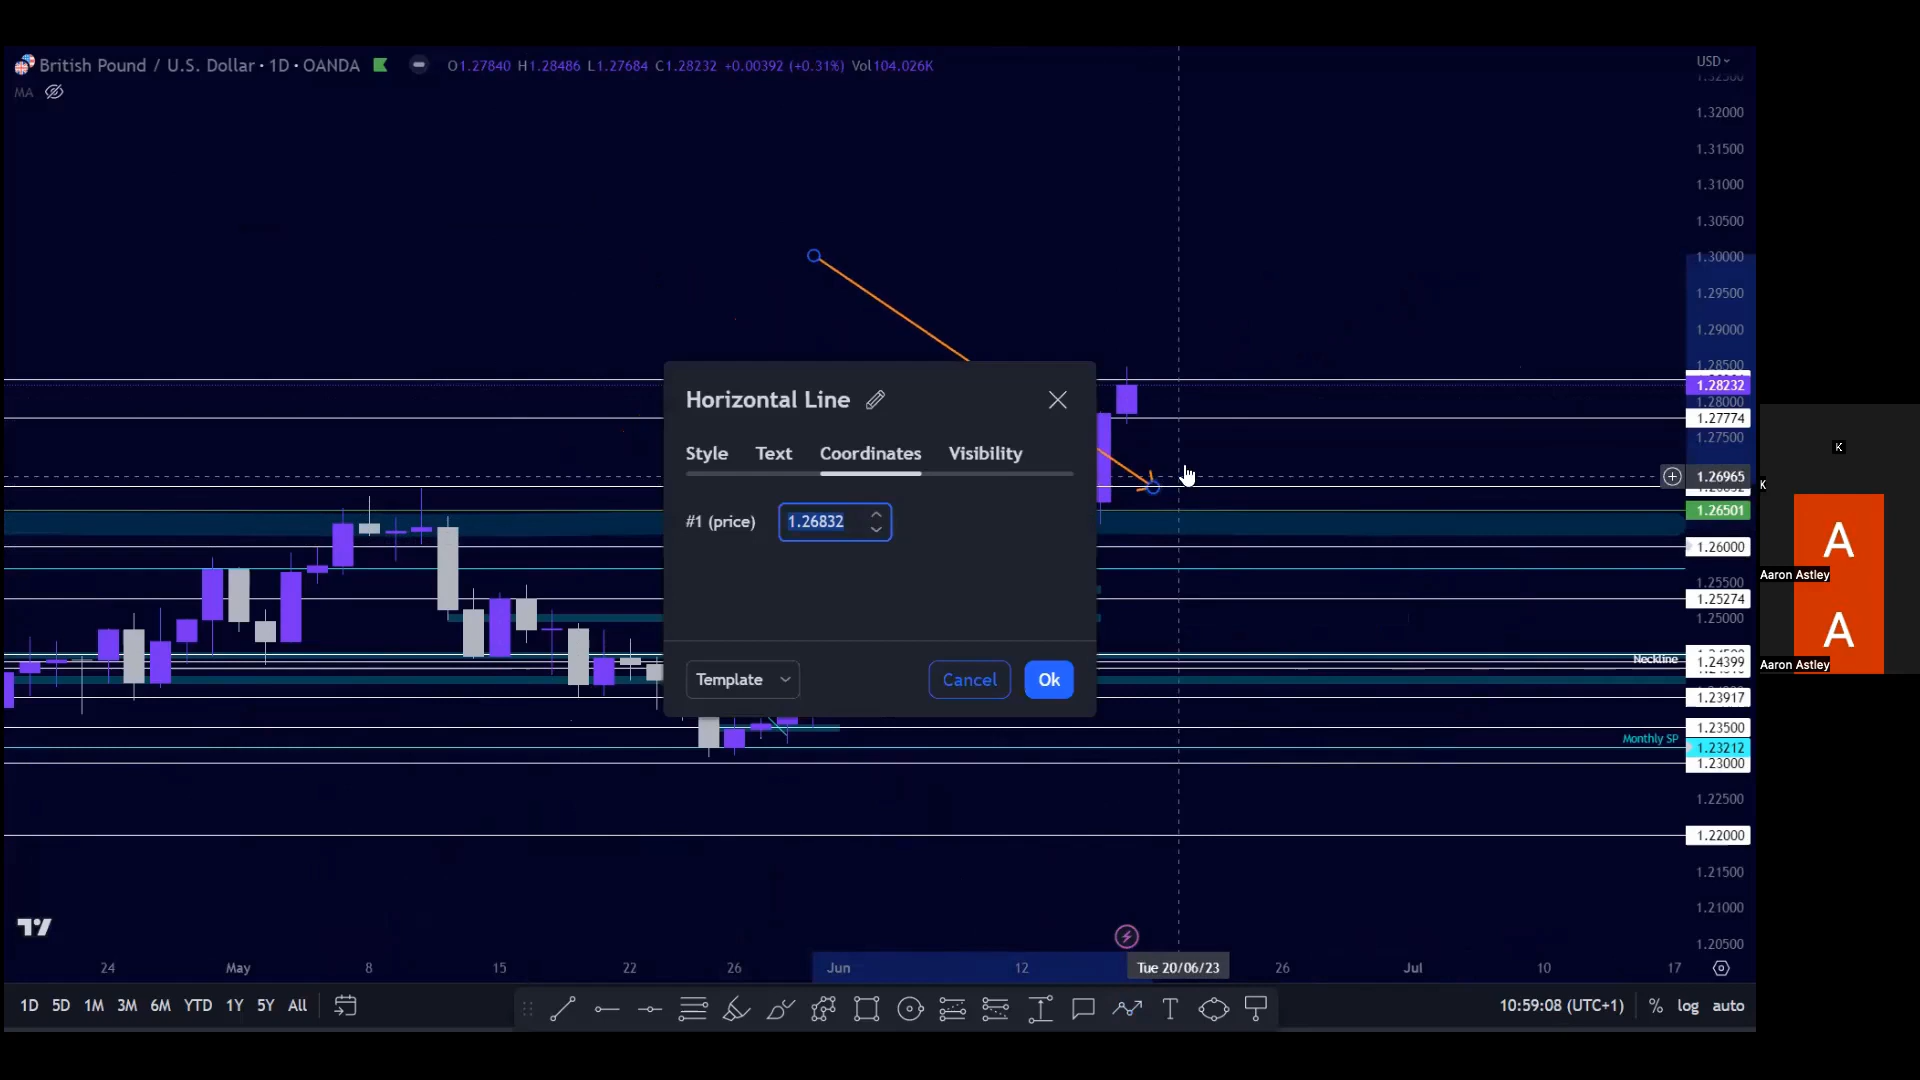 British Pound / U.S. Dollar · 1D · OANDA O1.27840 H1.28486 L1.27684 C1.28232 +0.00392 (+0.31%) Vol104.026K
MA
USD
1.32000
1.31500
1.31000
1.30500
1.30000
1.29500
1.29000
1.28500
1.28232
1.28000
1.27774
1.27500
1.26965
1.26501
1.26000
1.25500
1.25274
1.25000
Neckline 1.24399
1.23917
1.23500
Monthly SP 1.23212
1.23000
1.22500
1.22000
1.21500
1.21000
1.20500
Horizontal Line
Style Text Coordinates Visibility
#1 (price) 1.26832
Template Cancel Ok
K
K
A
Aaron Astley
A
Aaron Astley
24 May 8 15 22 26 Jun 12 Tue 20/06/23 26 Jul 10 17
1D 5D 1M 3M 6M YTD 1Y 5Y All T 10:59:08 (UTC+1) % log auto